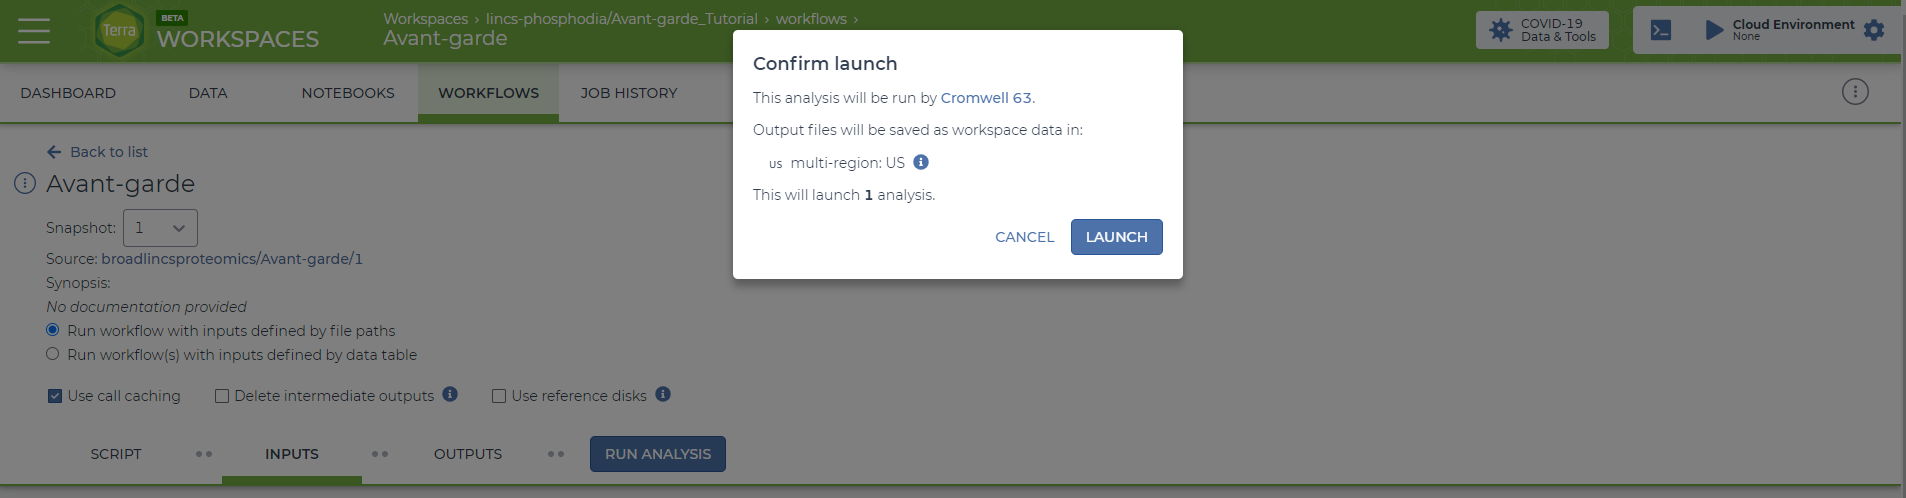 Terra
BETA
WORKSPACES
Workspaces › lincs-phosphodia/Avant-garde_Tutorial › workflows ›
Avant-garde
COVID-19
Data & Tools
Cloud Environment
None
DASHBOARD
DATA
NOTEBOOKS
WORKFLOWS
JOB HISTORY
Confirm launch
This analysis will be run by Cromwell 63.
Output files will be saved as workspace data in:
US multi-region: US
This will launch 1 analysis.
CANCEL
LAUNCH
Back to list
Avant-garde
Snapshot: 1
Source: broadlincsproteomics/Avant-garde/1
Synopsis:
No documentation provided
Run workflow with inputs defined by file paths
Run workflow(s) with inputs defined by data table
Use call caching
Delete intermediate outputs
Use reference disks
SCRIPT
INPUTS
OUTPUTS
RUN ANALYSIS